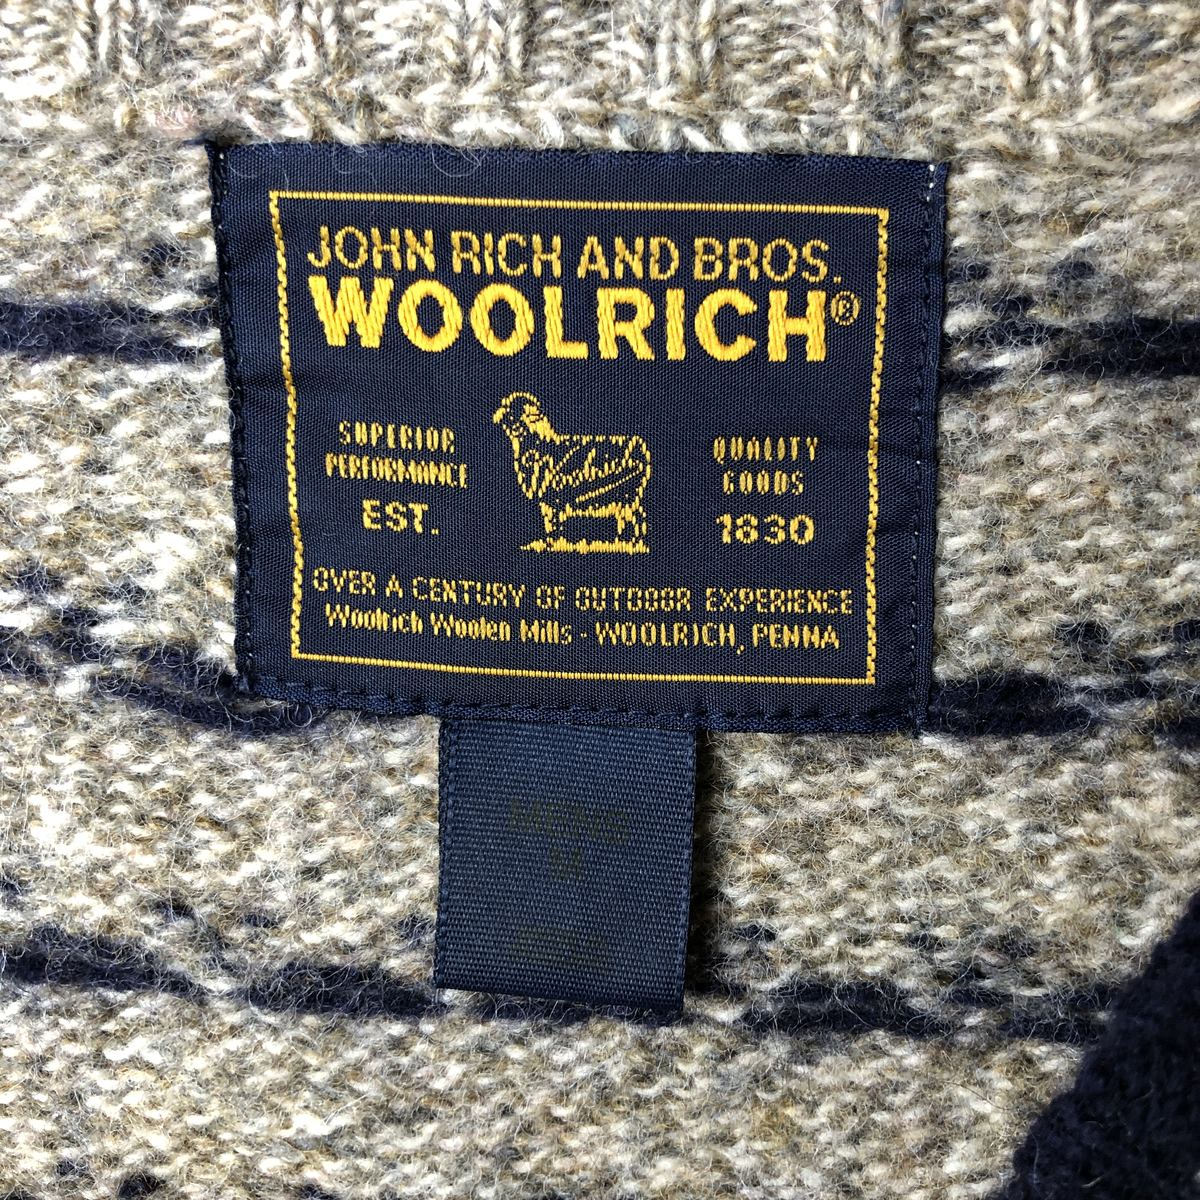 JOHN RICH AND BROS.
WOOLRICH®
SUPERIOR
PERFORMANCE
EST.
Woolrich
QUALITY
GOODS
1830
OVER A CENTURY OF OUTDOOR EXPERIENCE
Woolrich Woolen Mills - WOOLRICH, PENNA
MENS
M